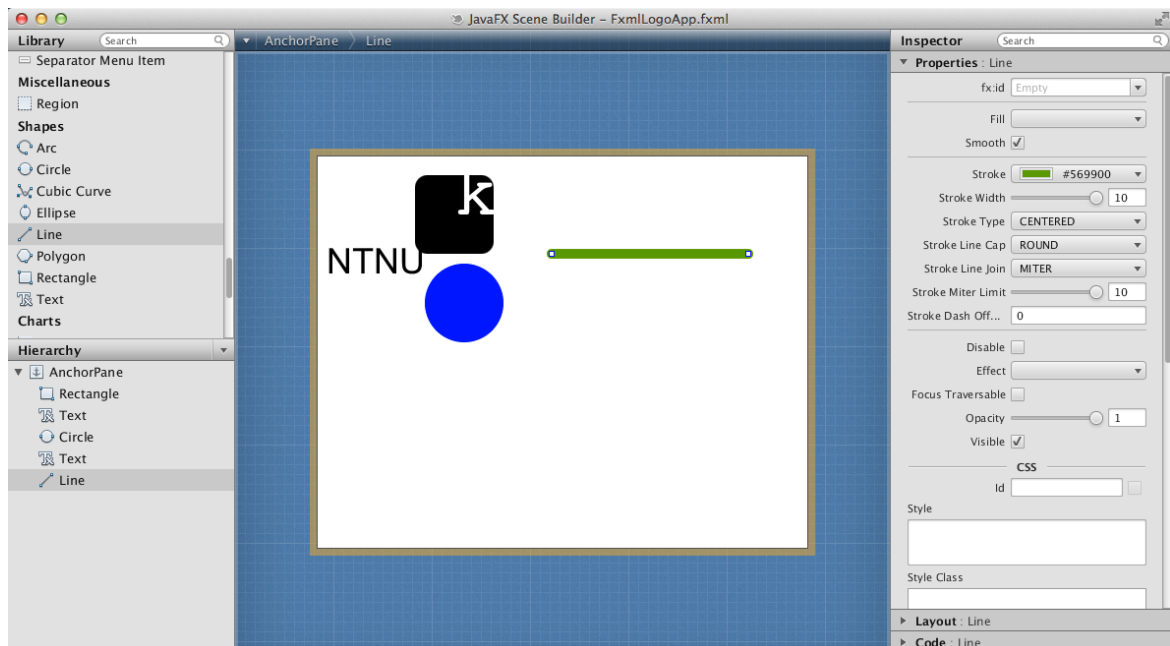 JavaFX Scene Builder – FxmlLogoApp.fxml
Library
Search
Separator Menu Item
Miscellaneous
Region
Shapes
Arc
Circle
Cubic Curve
Ellipse
Line
Polygon
Rectangle
Text
Charts
Hierarchy
AnchorPane
Rectangle
Text
Circle
Text
Line
AnchorPane
Line
k
NTNU
Inspector
Search
Properties : Line
fx:id Empty
Fill
Smooth
Stroke #569900
Stroke Width 10
Stroke Type CENTERED
Stroke Line Cap ROUND
Stroke Line Join MITER
Stroke Miter Limit 10
Stroke Dash Off... 0
Disable
Effect
Focus Traversable
Opacity 1
Visible
CSS
Id
Style
Style Class
Layout : Line
Code : Line